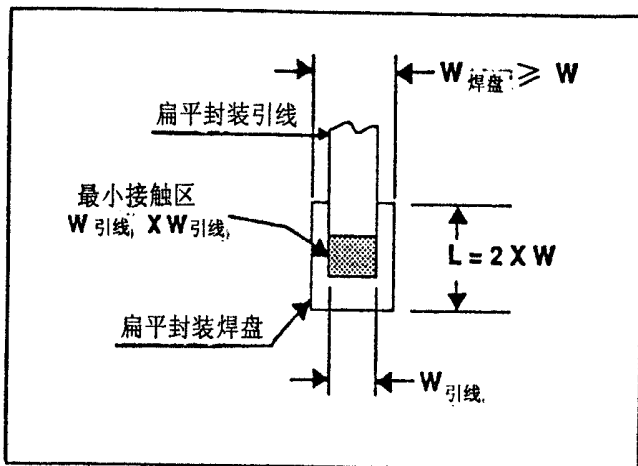 W焊盘 ≥ W
扁平封装引线
最小接触区
W引线 X W引线
L = 2 X W
扁平封装焊盘
W引线